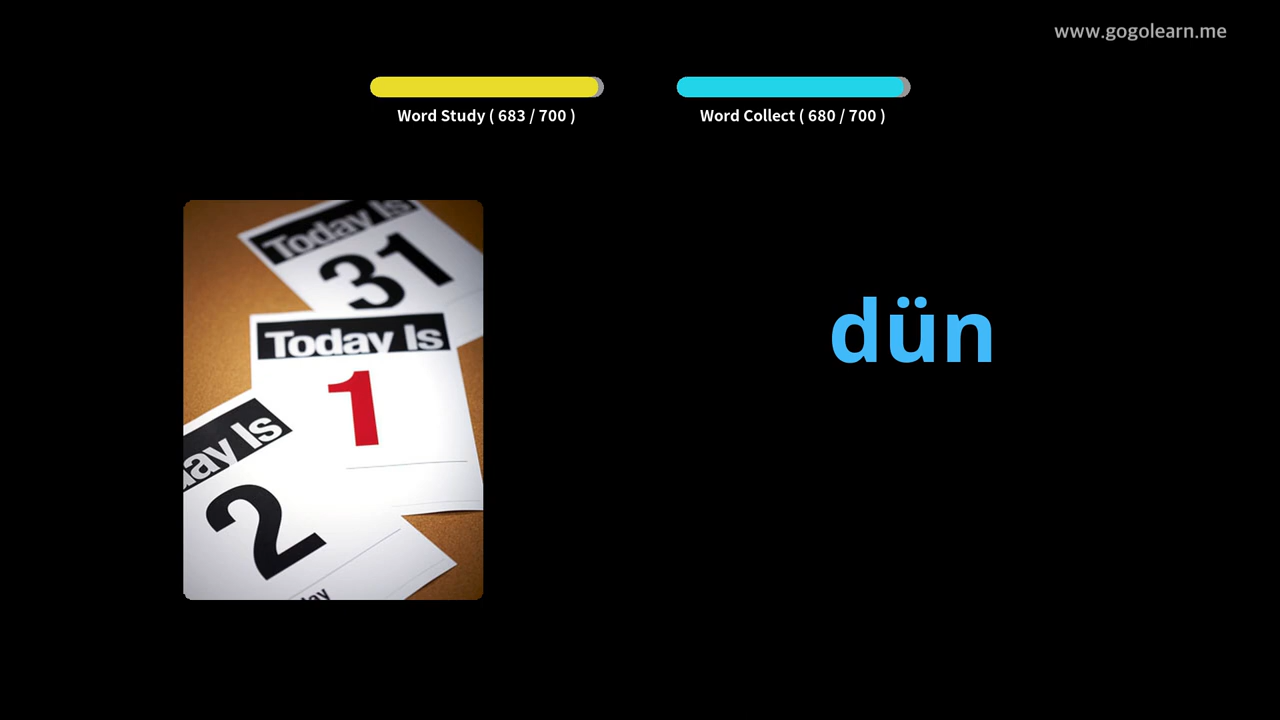 www.gogolearn.me
Word Study ( 683 / 700 )
Word Collect ( 680 / 700 )
Today Is
31
Today Is
1
dün
ay Is
2